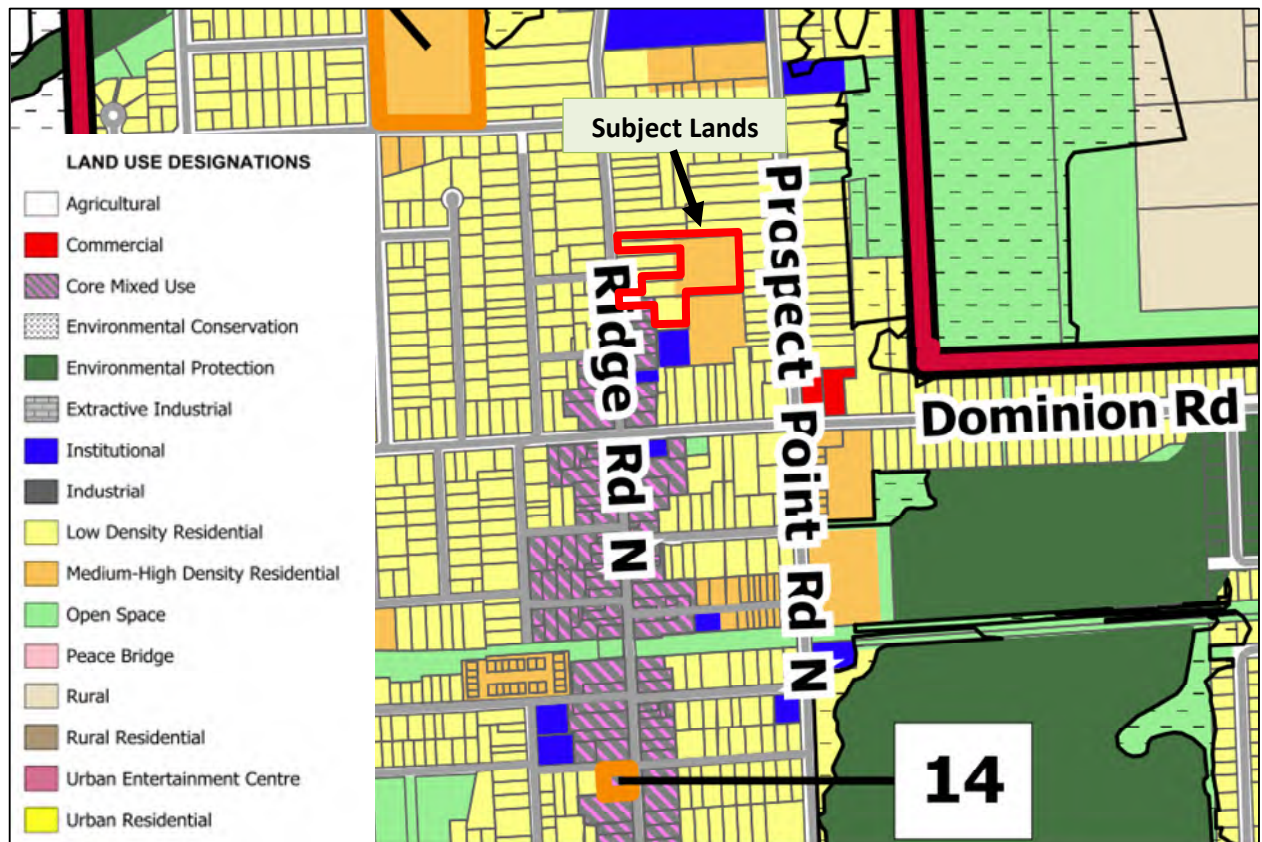 Subject Lands
LAND USE DESIGNATIONS
Agricultural
Commercial
Core Mixed Use
Environmental Conservation
Environmental Protection
Extractive Industrial
Institutional
Industrial
Low Density Residential
Medium-High Density Residential
Open Space
Peace Bridge
Rural
Rural Residential
Urban Entertainment Centre
Urban Residential
Ridge Rd N
Prospect Point Rd N
Dominion Rd
14